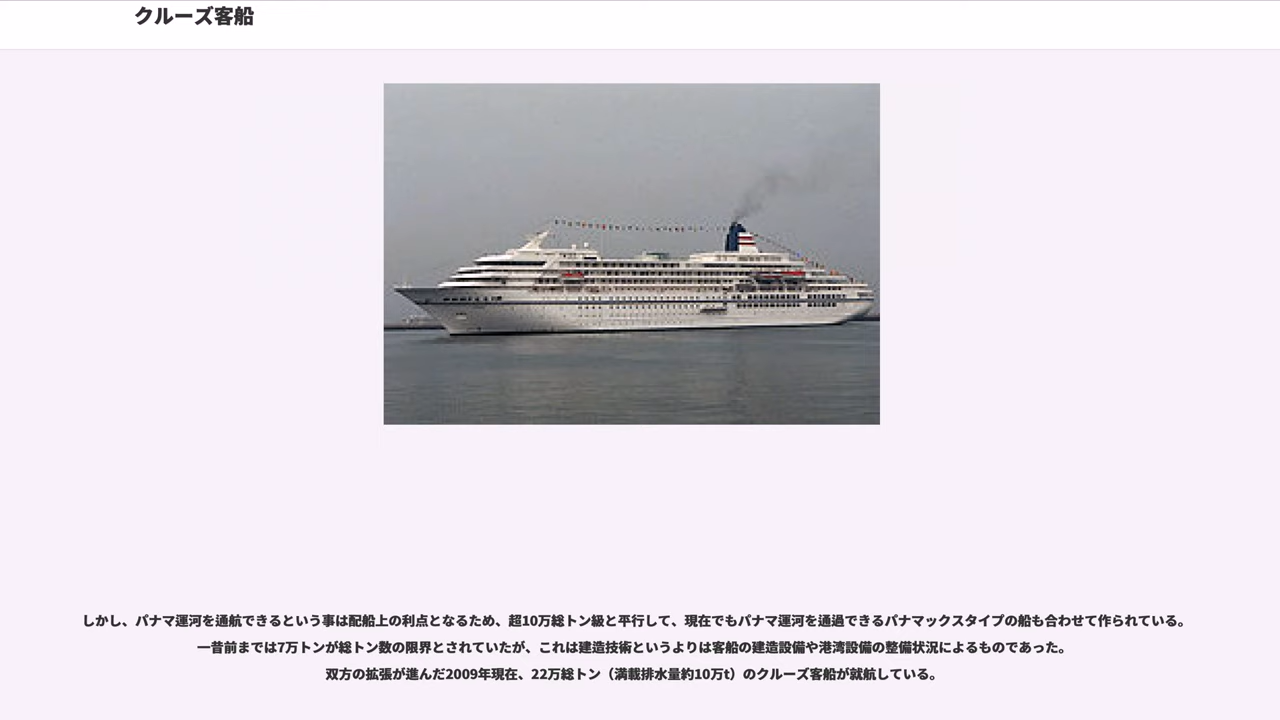 クルーズ客船
しかし、パナマ運河を通航できるという事は配船上の利点となるため、超10万総トン級と平行して、現在でもパナマ運河を通過できるパナマックスタイプの船も合わせて作られている。
一昔前までは7万トンが総トン数の限界とされていたが、これは建造技術というよりは客船の建造設備や港湾設備の整備状況によるものであった。
双方の拡張が進んだ2009年現在、22万総トン（満載排水量約10万t）のクルーズ客船が就航している。